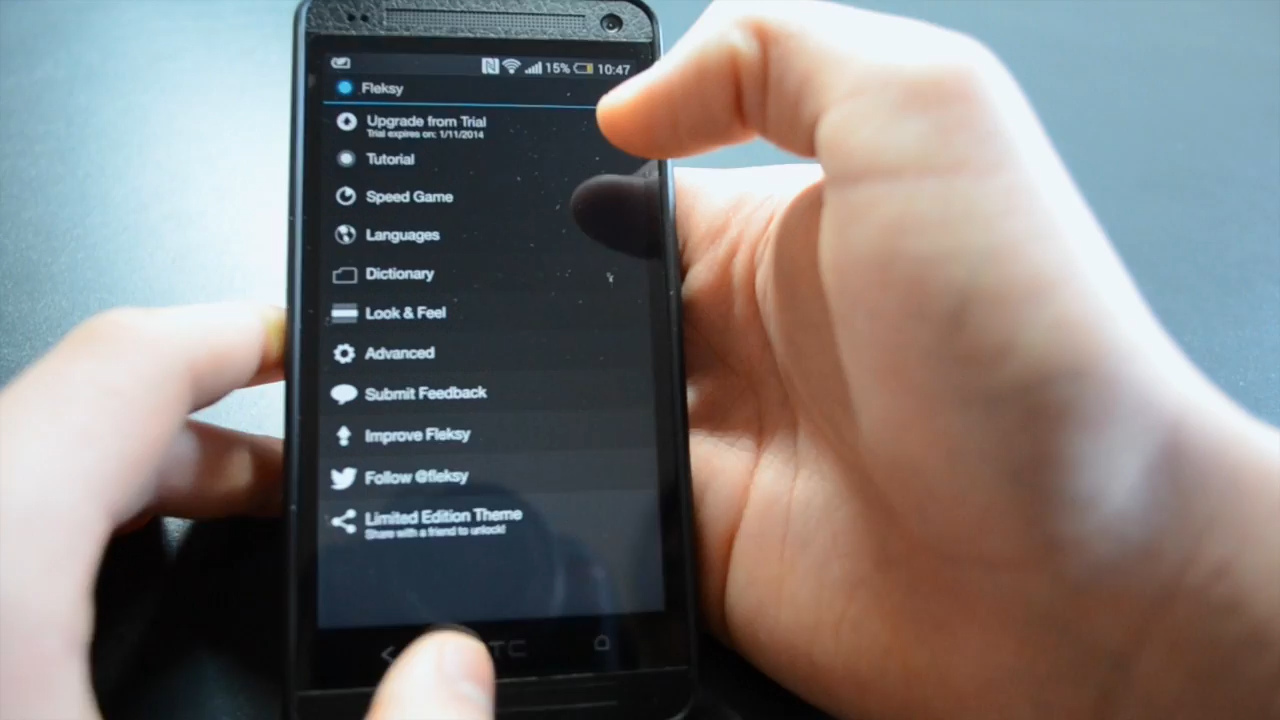 15% 10:47
Fleksy
Upgrade from Trial
Trial expires on: 1/11/2014
Tutorial
Speed Game
Languages
Dictionary
Look & Feel
Advanced
Submit Feedback
Improve Fleksy
Follow @fleksy
Limited Edition Theme
Share with a friend to unlock!